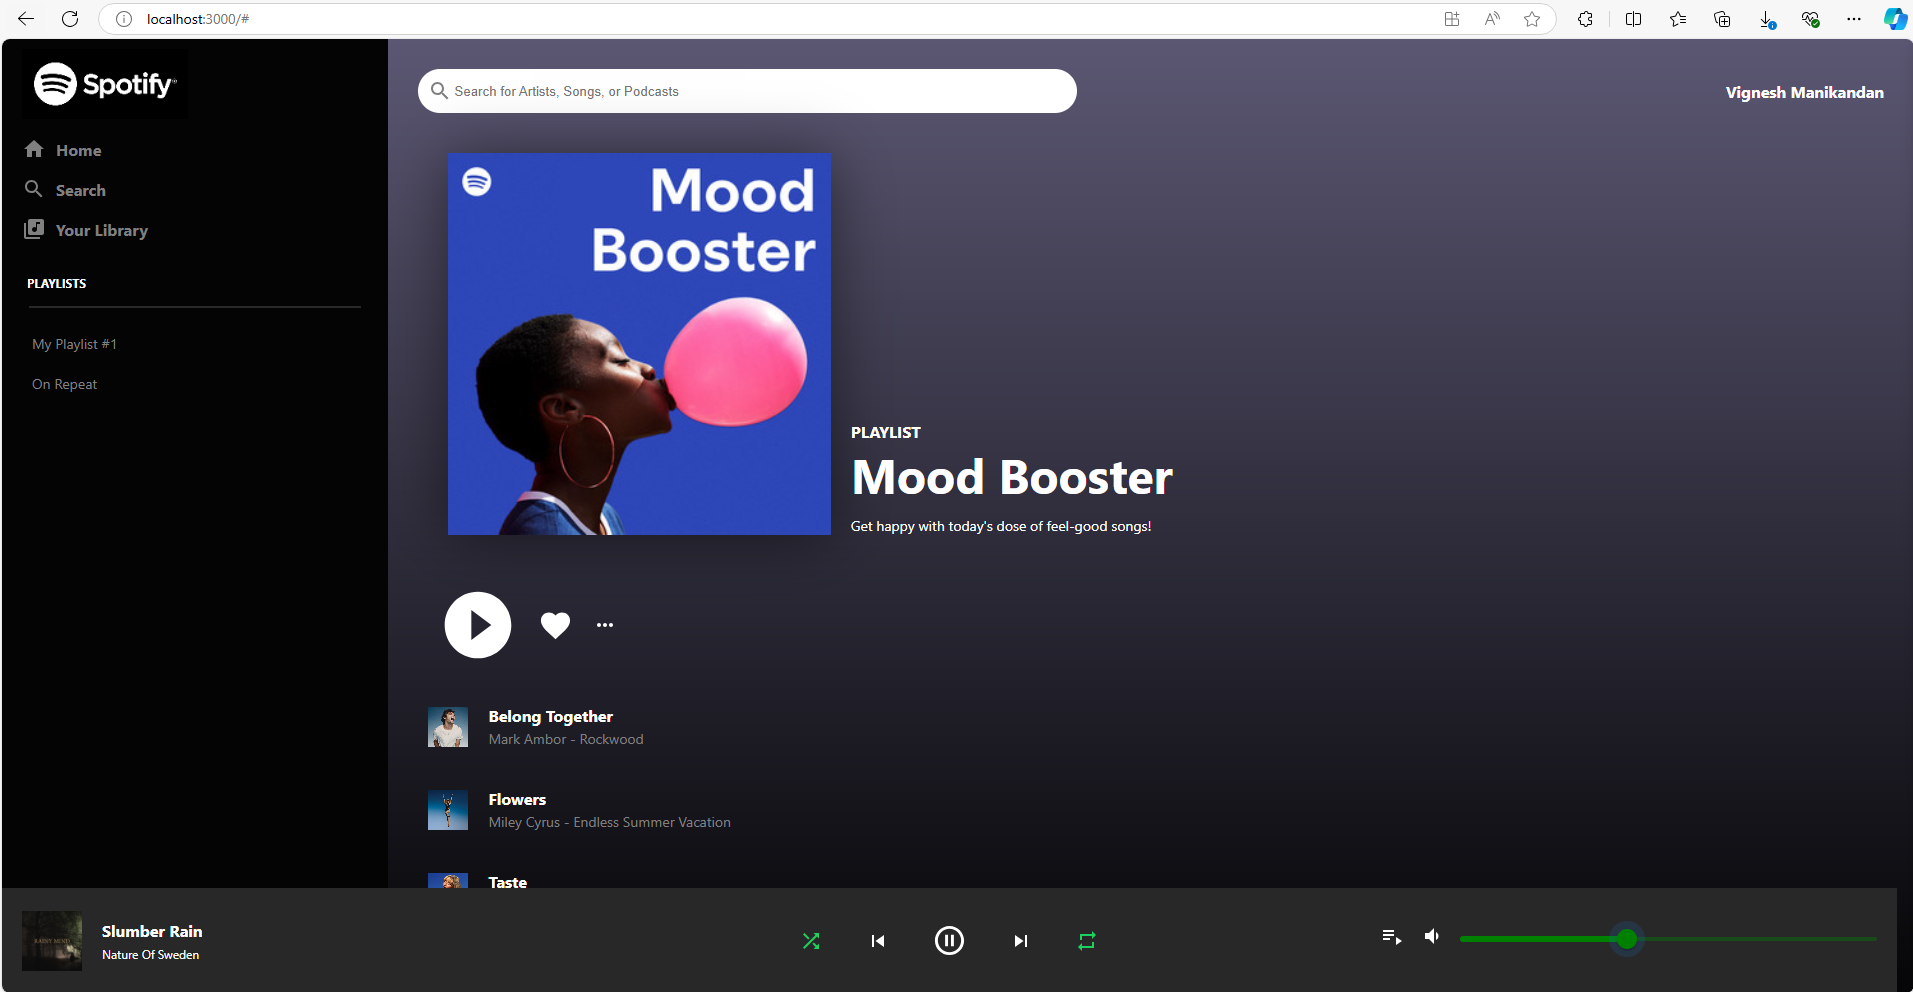 localhost:3000/#
Spotify
Search for Artists, Songs, or Podcasts
Vignesh Manikandan
Home
Search
Your Library
PLAYLISTS
My Playlist #1
On Repeat
Mood
Booster
PLAYLIST
Mood Booster
Get happy with today's dose of feel-good songs!
Belong Together
Mark Ambor - Rockwood
Flowers
Miley Cyrus - Endless Summer Vacation
Taste
RAINY MIND
Slumber Rain
Nature Of Sweden